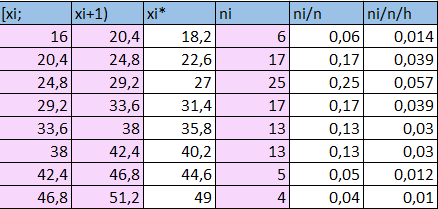 [xi; xi+1) xi* ni ni/n ni/n/h
16 20,4 18,2 6 0,06 0,014
20,4 24,8 22,6 17 0,17 0,039
24,8 29,2 27 25 0,25 0,057
29,2 33,6 31,4 17 0,17 0,039
33,6 38 35,8 13 0,13 0,03
38 42,4 40,2 13 0,13 0,03
42,4 46,8 44,6 5 0,05 0,012
46,8 51,2 49 4 0,04 0,01